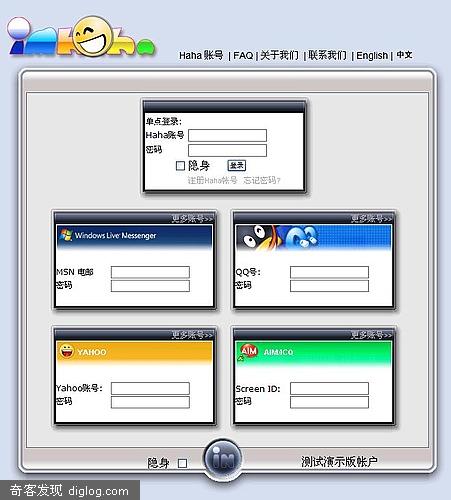 imhaha
Haha 账号 | FAQ | 关于我们 | 联系我们 | English | 中文
单点登录:
Haha账号
密码
隐身 登录
注册Haha帐号 忘记密码?
更多账号>>
Windows Live Messenger
MSN 电邮
密码
更多账号>>
QQ号:
密码
更多账号>>
YAHOO
Yahoo账号:
密码
更多账号>>
AIM AIM/ICQ
Screen ID:
密码
隐身 IN 测试演示版帐户
奇客发现 diglog.com